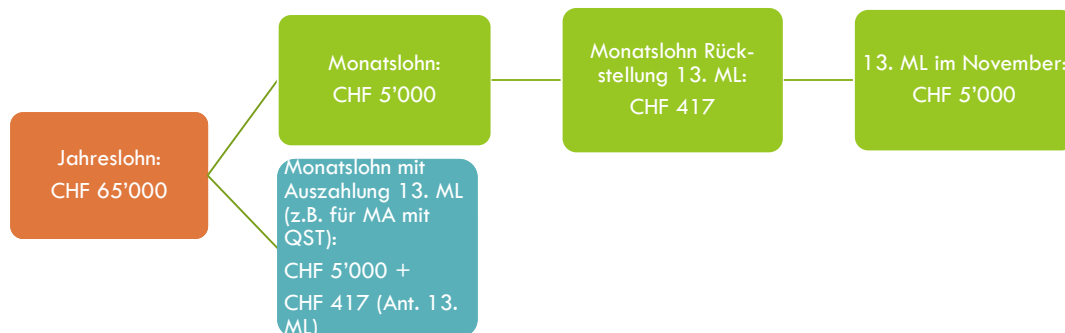 Jahreslohn:
CHF 65’000
Monatslohn:
CHF 5’000
Monatslohn Rück-
stellung 13. ML:
CHF 417
13. ML im November:
CHF 5’000
Monatslohn mit
Auszahlung 13. ML
(z.B. für MA mit
QST):
CHF 5’000 +
CHF 417 (Ant. 13.
ML)